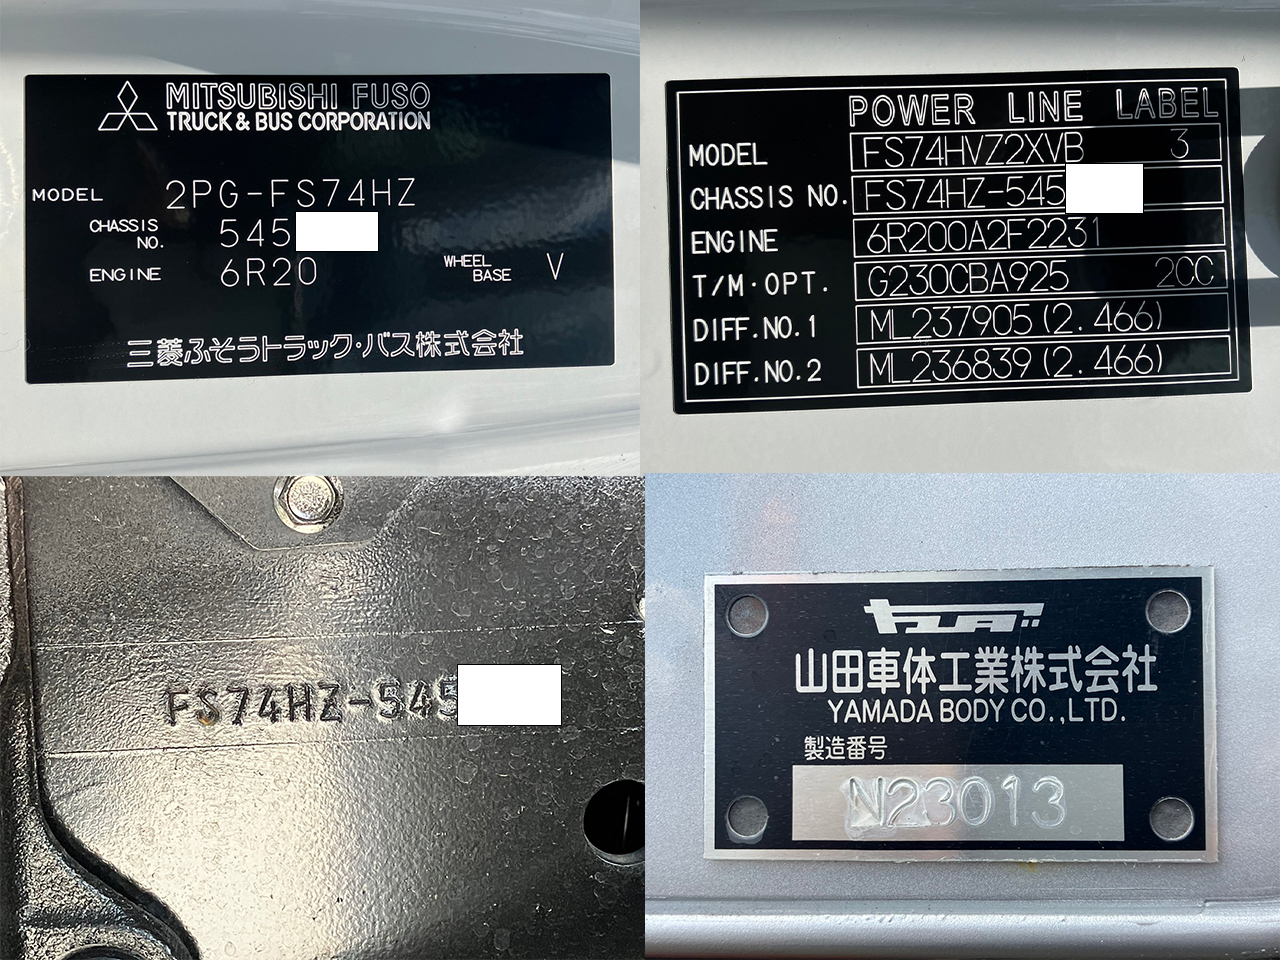 MITSUBISHI FUSO
TRUCK & BUS CORPORATION
MODEL 2PG-FS74HZ
CHASSIS NO. 545
ENGINE 6R20 WHEEL BASE V
三菱ふそうトラック・バス株式会社
POWER LINE LABEL
MODEL FS74HVZ2XVB 3
CHASSIS NO. FS74HZ-545
ENGINE 6R200A2F2231
T/M·OPT. G230CBA925 2CC
DIFF.NO.1 ML237905(2.466)
DIFF.NO.2 ML236839(2.466)
FS74HZ-545
山田車体工業株式会社
YAMADA BODY CO.,LTD.
製造番号
N23013